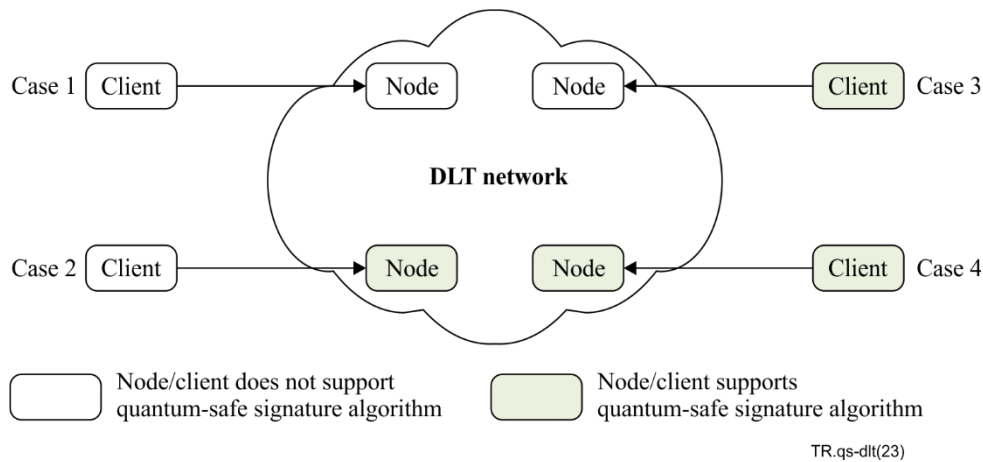 Case 1 Client Node Node Client Case 3
DLT network
Case 2 Client Node Node Client Case 4
Node/client does not support
quantum-safe signature algorithm
Node/client supports
quantum-safe signature algorithm
TR.qs-dlt(23)